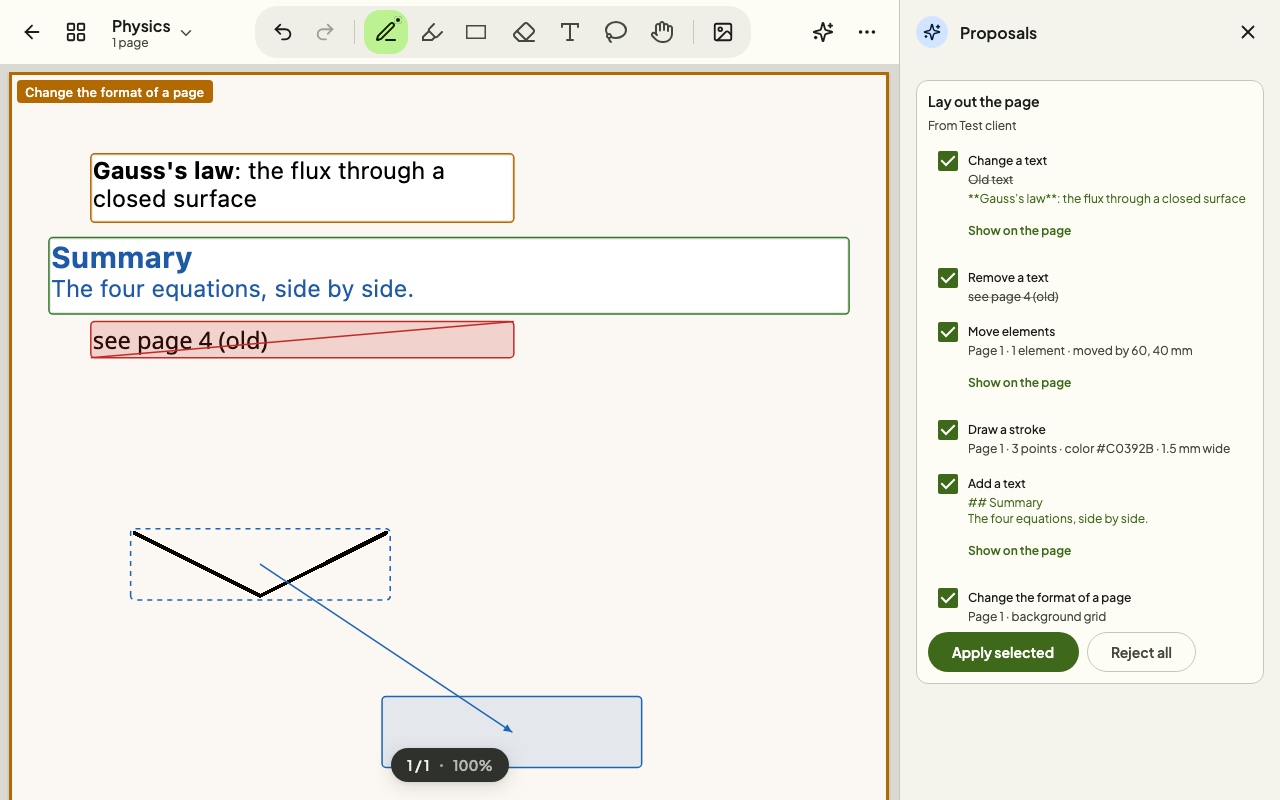 Physics
1 page
Change the format of a page
Gauss's law: the flux through a
closed surface
Summary
The four equations, side by side.
see page 4 (old)
1/1 · 100%
Proposals
Lay out the page
From Test client
Change a text
Old text
**Gauss's law**: the flux through a closed surface
Show on the page
Remove a text
see page 4 (old)
Move elements
Page 1 · 1 element · moved by 60, 40 mm
Show on the page
Draw a stroke
Page 1 · 3 points · color #C0392B · 1.5 mm wide
Add a text
## Summary
The four equations, side by side.
Show on the page
Change the format of a page
Page 1 · background grid
Apply selected
Reject all